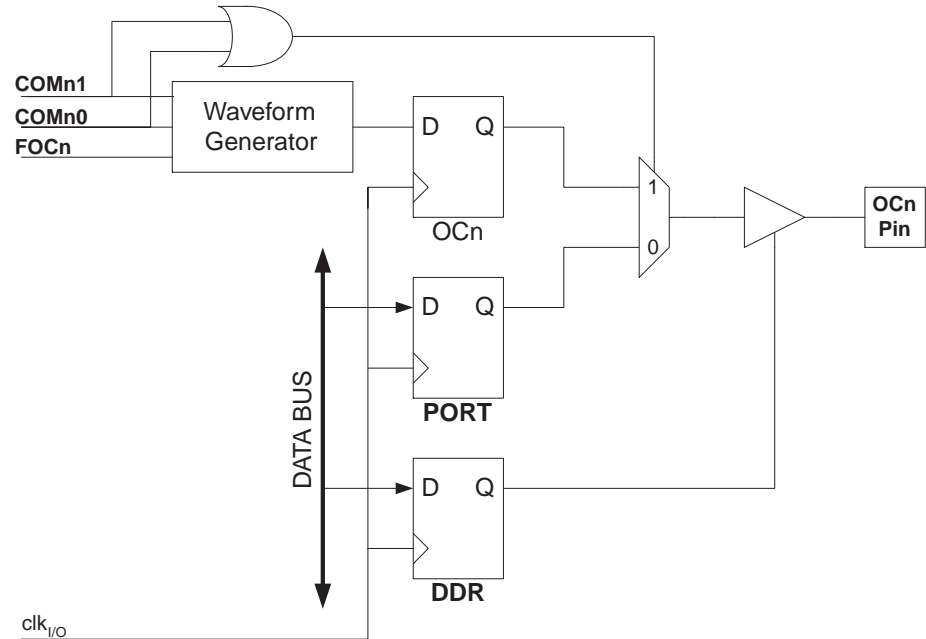 COMn1
COMn0
FOCn
Waveform
Generator
D Q
OCn
1
0
OCn
Pin
D Q
PORT
DATA BUS
D Q
DDR
clkI/O